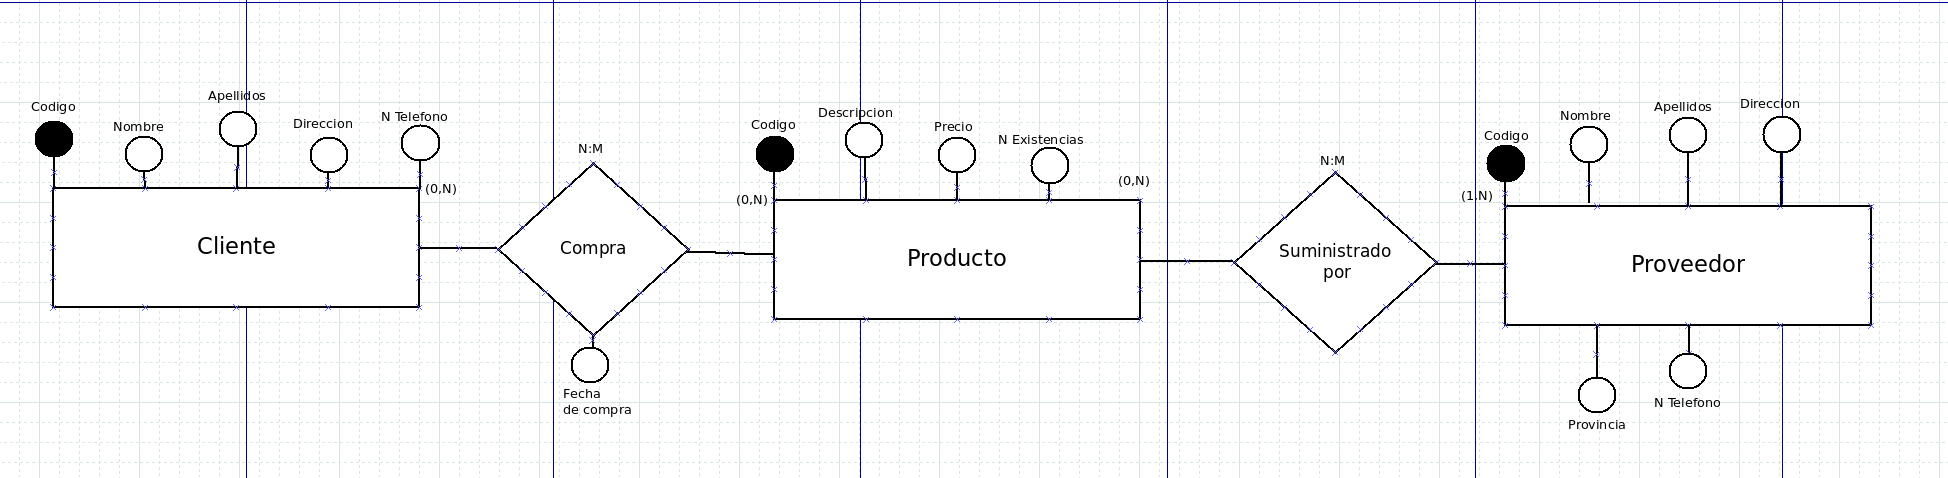 Codigo
Nombre
Apellidos
Direccion
N Telefono
(0,N)
Cliente
N:M
Compra
Fecha
de compra
Codigo
Descripcion
Precio
N Existencias
(0,N)
(0,N)
Producto
N:M
Suministrado
por
Codigo
Nombre
Apellidos
Direccion
(1,N)
Proveedor
Provincia
N Telefono